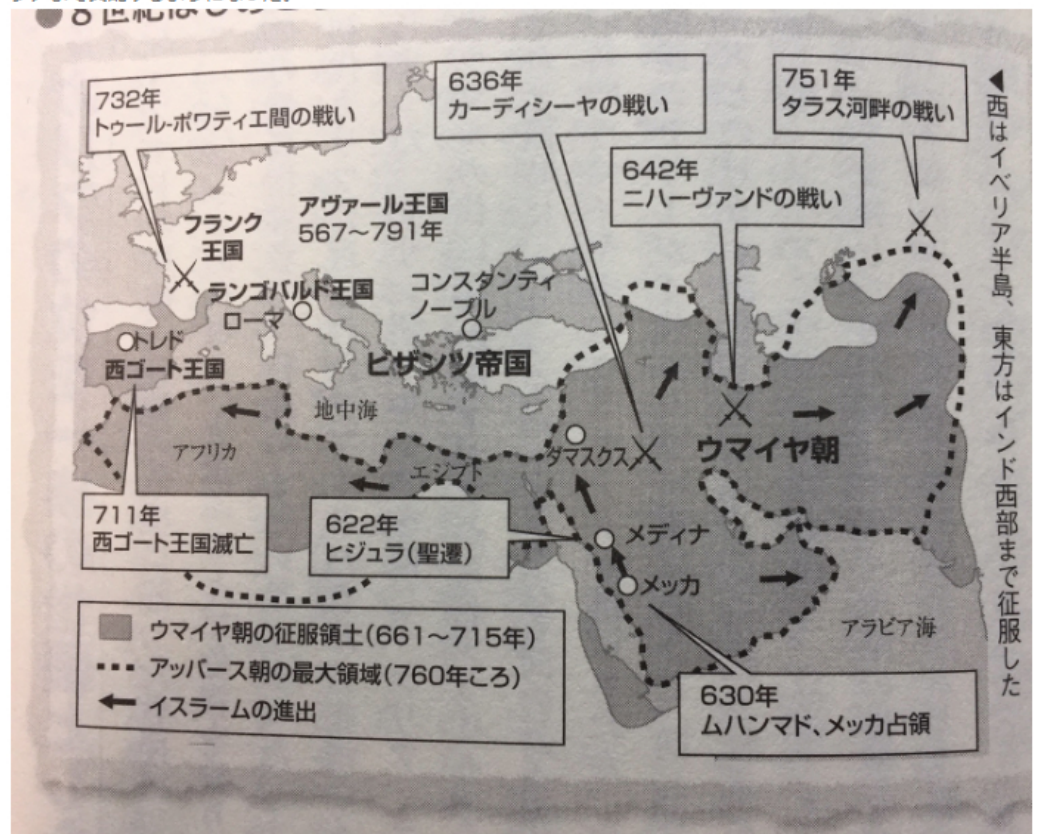 ●8世紀はじめ
732年
トゥール-ポワティエ間の戦い
636年
カーディシーヤの戦い
751年
タラス河畔の戦い
642年
ニハーヴァンドの戦い
◀西はイベリア半島、東方はインド西部まで征服した
フランク
王国
アヴァール王国
567〜791年
ランゴバルド王国
ローマ
コンスタンティ
ノープル
トレド
西ゴート王国
ビザンツ帝国
地中海
アフリカ
エジプト
ダマスクス
ウマイヤ朝
711年
西ゴート王国滅亡
622年
ヒジュラ(聖遷)
メディナ
メッカ
アラビア海
ウマイヤ朝の征服領土(661〜715年)
アッバース朝の最大領域(760年ころ)
イスラームの進出
630年
ムハンマド、メッカ占領